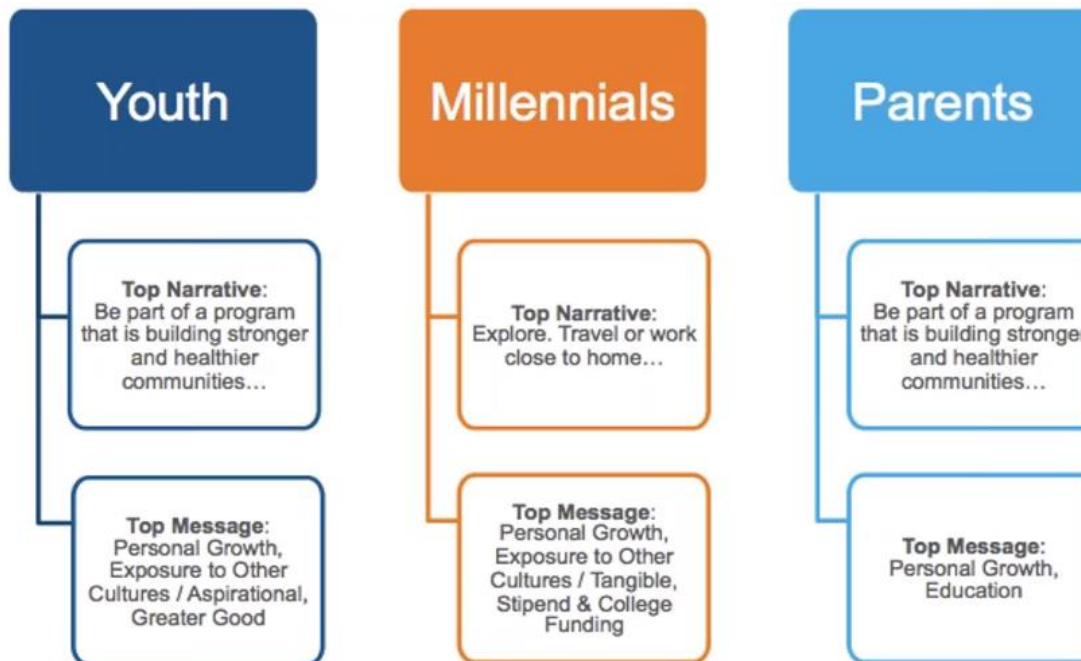 Youth
Top Narrative:
Be part of a program
that is building stronger
and healthier
communities…
Top Message:
Personal Growth,
Exposure to Other
Cultures / Aspirational,
Greater Good
Millennials
Top Narrative:
Explore. Travel or work
close to home…
Top Message:
Personal Growth,
Exposure to Other
Cultures / Tangible,
Stipend & College
Funding
Parents
Top Narrative:
Be part of a program
that is building stronger
and healthier
communities…
Top Message:
Personal Growth,
Education